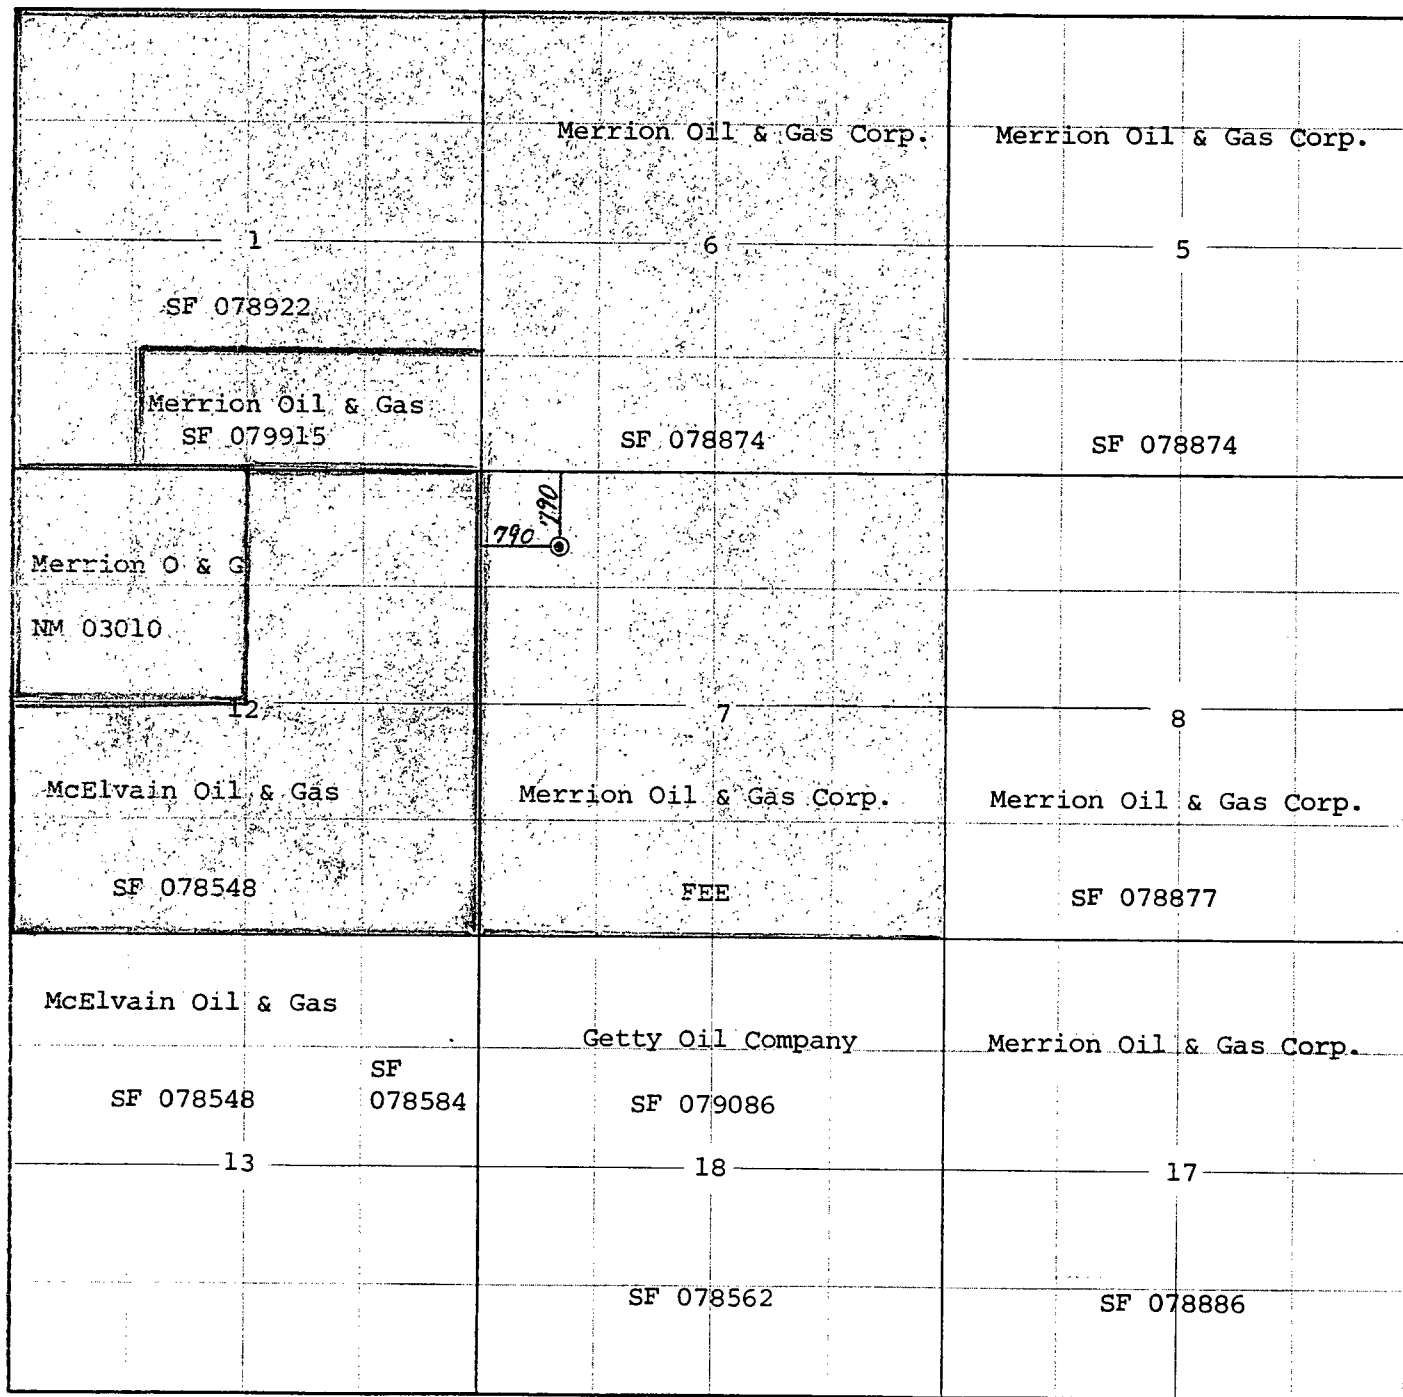 Merrion Oil & Gas Corp.
Merrion Oil & Gas Corp.
1
6
5
SF 078922
Merrion Oil & Gas
SF 079915
SF 078874
SF 078874
790
790
Merrion O & G
NM 03010
12
7
8
McElvain Oil & Gas
Merrion Oil & Gas Corp.
Merrion Oil & Gas Corp.
SF 078548
FEE
SF 078877
McElvain Oil & Gas
Getty Oil Company
Merrion Oil & Gas Corp.
SF 078548
SF
078584
SF 079086
13
18
17
SF 078562
SF 078886